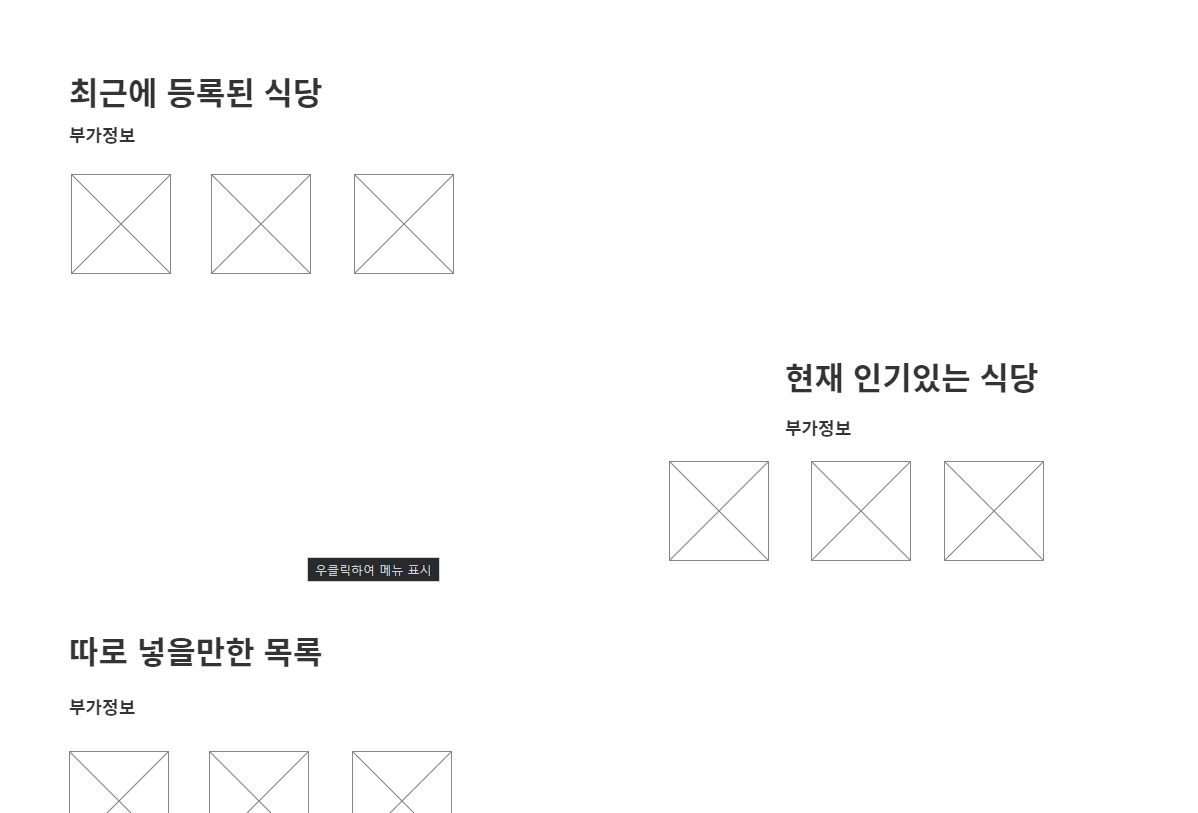 최근에 등록된 식당
부가정보
현재 인기있는 식당
부가정보
우클릭하여 메뉴 표시
따로 넣을만한 목록
부가정보